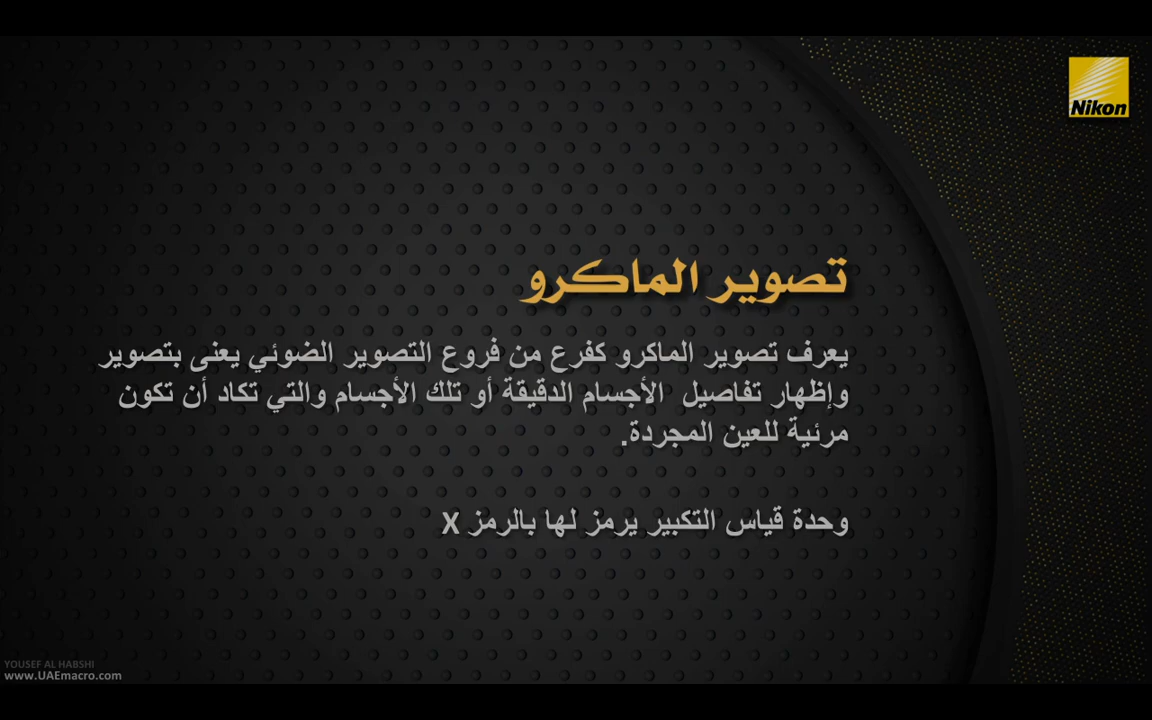 Nikon
تصوير الماكرو
يعرف تصوير الماكرو كفرع من فروع التصوير الضوئي يعنى بتصوير
وإظهار تفاصيل الأجسام الدقيقة أو تلك الأجسام والتي تكاد أن تكون
مرئية للعين المجردة.
وحدة قياس التكبير يرمز لها بالرمز X
YOUSEF AL HABSHI
www.UAEmacro.com